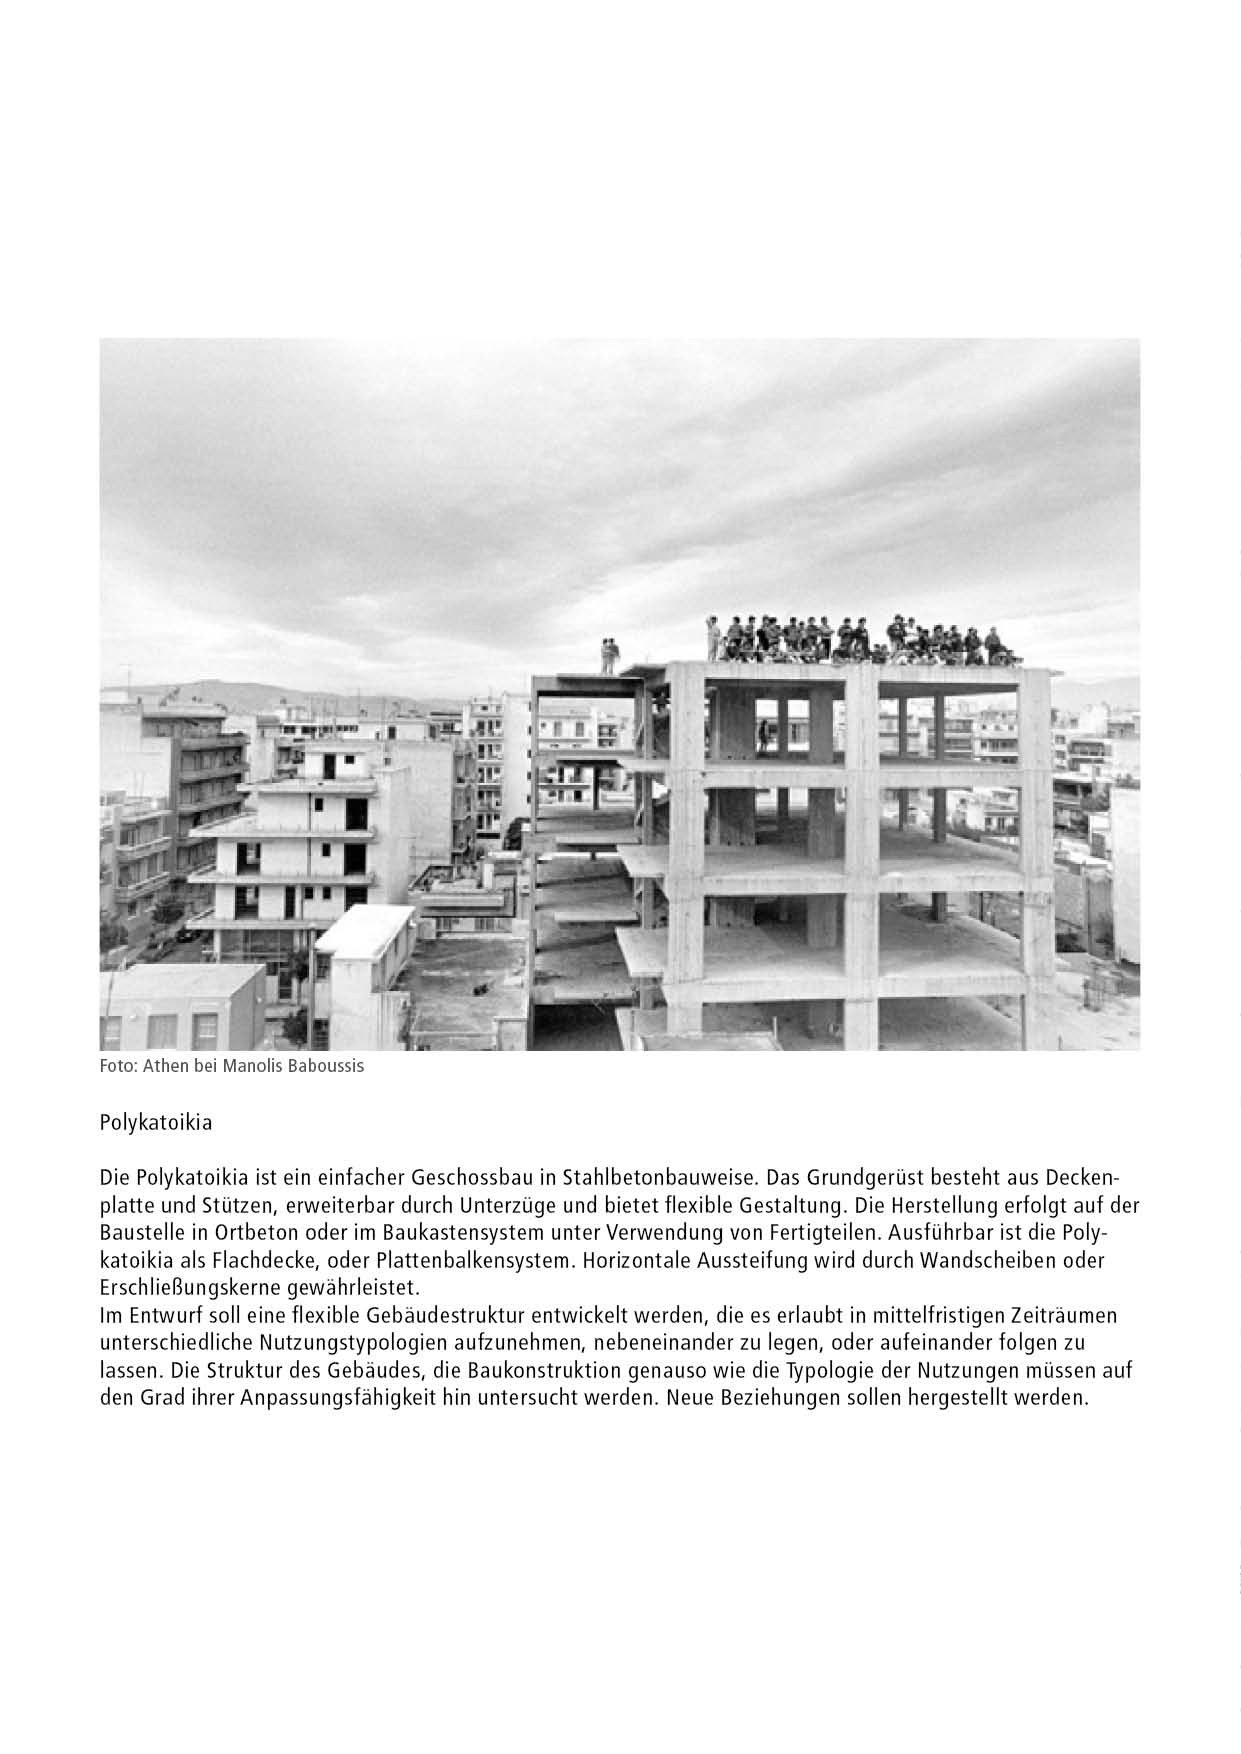 Foto: Athen bei Manolis Baboussis
Polykatoikia
Die Polykatoikia ist ein einfacher Geschossbau in Stahlbetonbauweise. Das Grundgerüst besteht aus Decken-
platte und Stützen, erweiterbar durch Unterzüge und bietet flexible Gestaltung. Die Herstellung erfolgt auf der
Baustelle in Ortbeton oder im Baukastensystem unter Verwendung von Fertigteilen. Ausführbar ist die Poly-
katoikia als Flachdecke, oder Plattenbalkensystem. Horizontale Aussteifung wird durch Wandscheiben oder
Erschließungskerne gewährleistet.
Im Entwurf soll eine flexible Gebäudestruktur entwickelt werden, die es erlaubt in mittelfristigen Zeiträumen
unterschiedliche Nutzungstypologien aufzunehmen, nebeneinander zu legen, oder aufeinander folgen zu
lassen. Die Struktur des Gebäudes, die Baukonstruktion genauso wie die Typologie der Nutzungen müssen auf
den Grad ihrer Anpassungsfähigkeit hin untersucht werden. Neue Beziehungen sollen hergestellt werden.